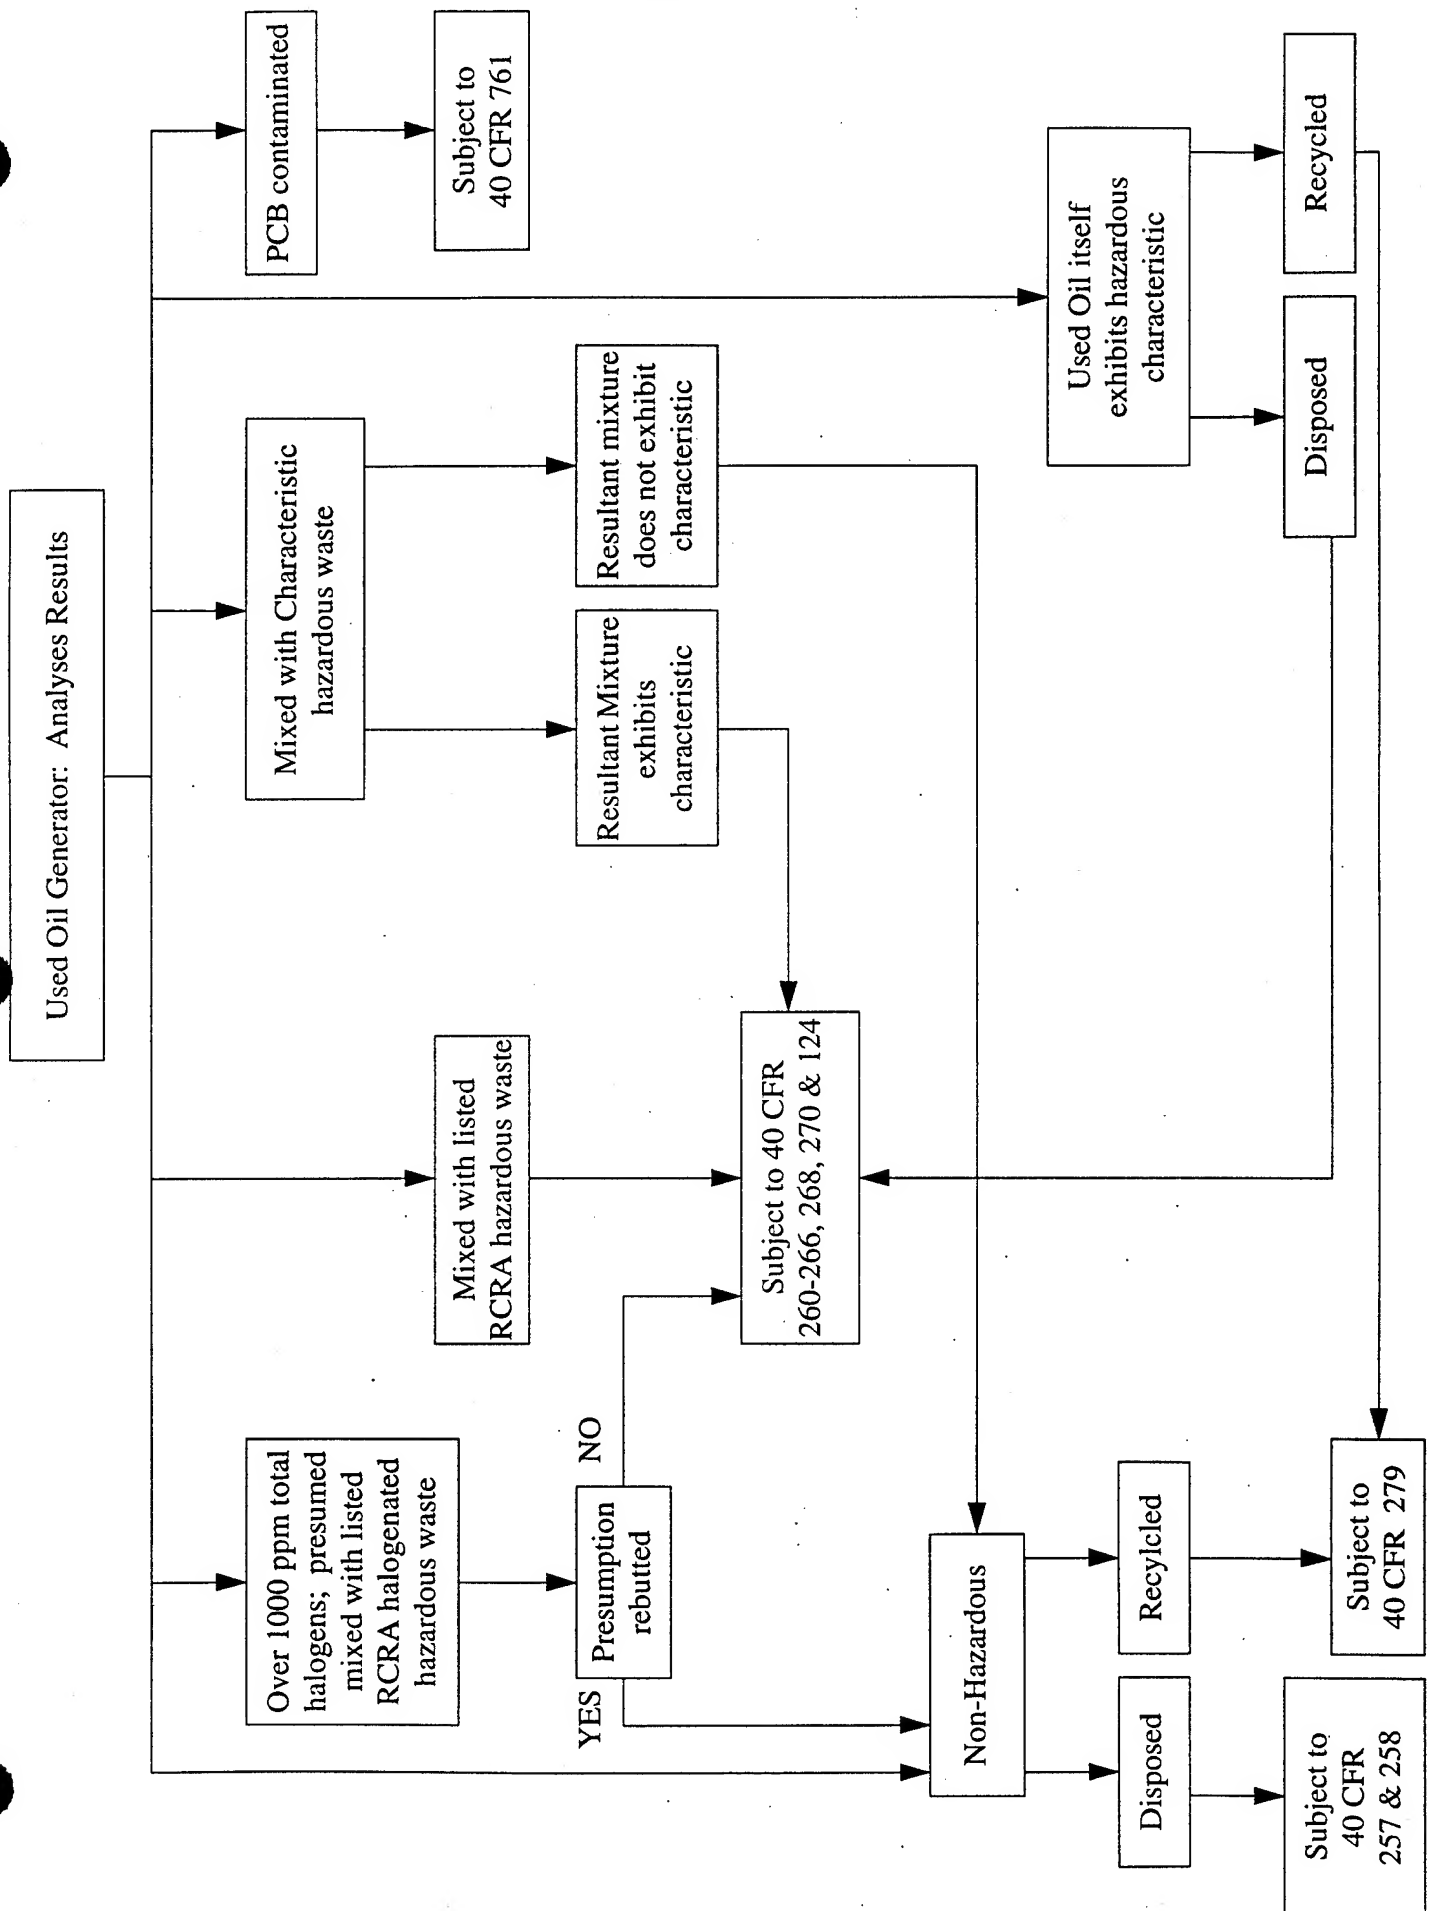 Used Oil Generator: Analyses Results
Over 1000 ppm total
halogens; presumed
mixed with listed
RCRA halogenated
hazardous waste
Mixed with Characteristic
hazardous waste
PCB contaminated
Mixed with listed
RCRA hazardous waste
Subject to
40 CFR 761
YES
Presumption
rebutted
NO
Resultant Mixture
exhibits
characteristic
Resultant mixture
does not exhibit
characteristic
Subject to 40 CFR
260-266, 268, 270 & 124
Non-Hazardous
Used Oil itself
exhibits hazardous
characteristic
Disposed
Recylcled
Disposed
Recycled
Subject to
40 CFR
257 & 258
Subject to
40 CFR 279